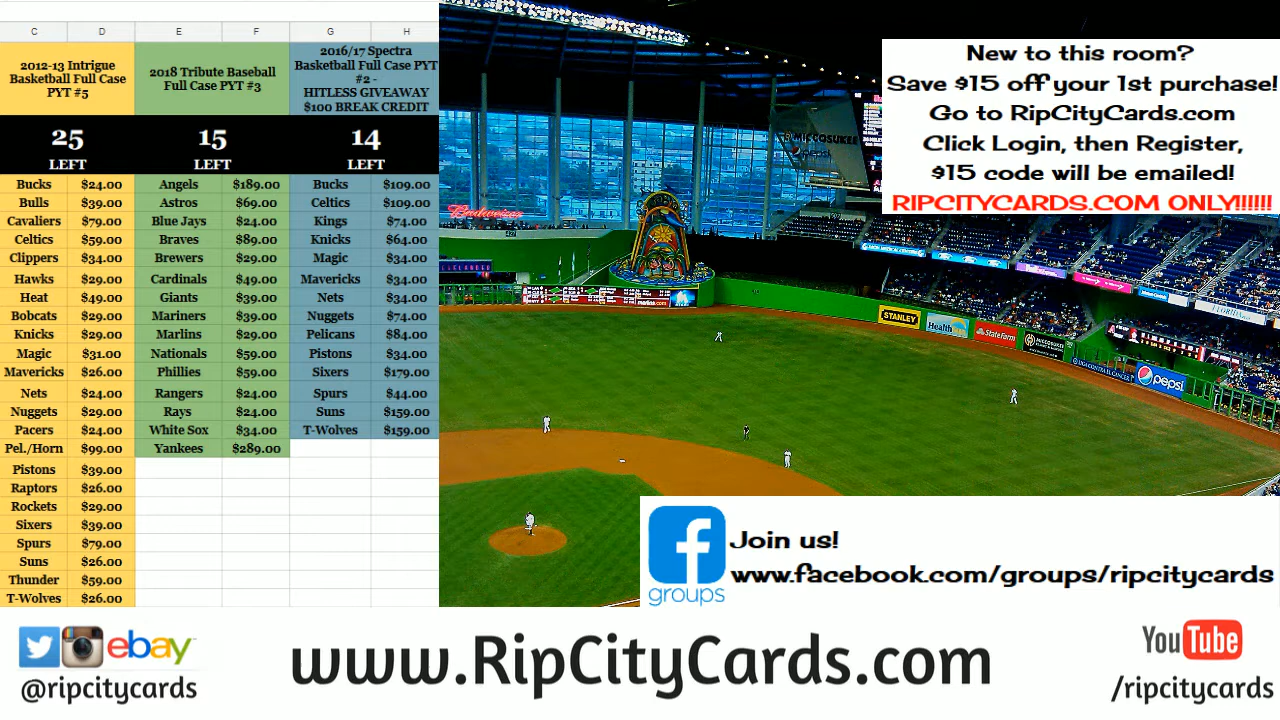 C D E F G H
2012-13 Intrigue
Basketball Full Case
PYT #5
2018 Tribute Baseball
Full Case PYT #3
2016/17 Spectra
Basketball Full Case PYT
#2 -
HITLESS GIVEAWAY
$100 BREAK CREDIT
25 15 14
LEFT LEFT LEFT
Bucks $24.00 Angels $189.00 Bucks $109.00
Bulls $39.00 Astros $69.00 Celtics $109.00
Cavaliers $79.00 Blue Jays $24.00 Kings $74.00
Celtics $59.00 Braves $89.00 Knicks $64.00
Clippers $34.00 Brewers $29.00 Magic $34.00
Hawks $29.00 Cardinals $49.00 Mavericks $34.00
Heat $49.00 Giants $39.00 Nets $34.00
Bobcats $29.00 Mariners $39.00 Nuggets $74.00
Knicks $29.00 Marlins $29.00 Pelicans $84.00
Magic $31.00 Nationals $59.00 Pistons $34.00
Mavericks $26.00 Phillies $59.00 Sixers $179.00
Nets $24.00 Rangers $24.00 Spurs $44.00
Nuggets $29.00 Rays $24.00 Suns $159.00
Pacers $24.00 White Sox $34.00 T-Wolves $159.00
Pel./Horn $99.00 Yankees $289.00
Pistons $39.00
Raptors $26.00
Rockets $29.00
Sixers $39.00
Spurs $79.00
Suns $26.00
Thunder $59.00
T-Wolves $26.00
New to this room?
Save $15 off your 1st purchase!
Go to RipCityCards.com
Click Login, then Register,
$15 code will be emailed!
RIPCITYCARDS.COM ONLY!!!!!
MICCOSUKEE
pepsi
Budweiser
STANLEY
Health
State Farm
MICCOSUKEE
LIGA CONTRA EL CANCER
pepsi
Join us!
www.facebook.com/groups/ripcitycards
groups
ebay
@ripcitycards
www.RipCityCards.com
YouTube
/ripcitycards